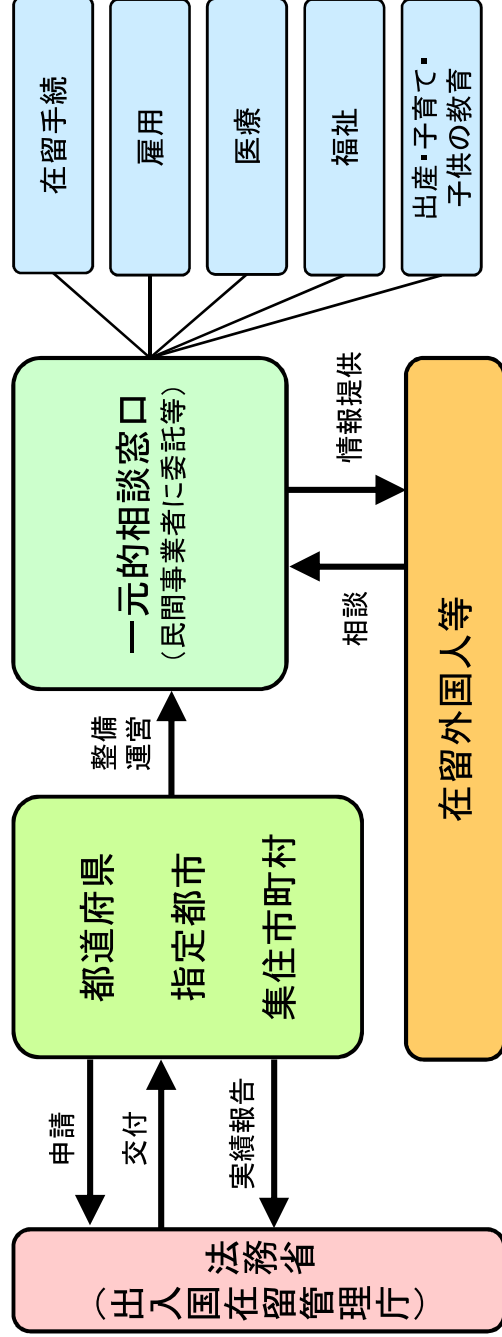 法務省
（出入国在留管理庁）
申請
交付
実績報告
都道府県
指定都市
集住市町村
整備
運営
一元的相談窓口
（民間事業者に委託等）
相談
情報提供
在留外国人等
在留手続
雇用
医療
福祉
出産・子育て・
子供の教育